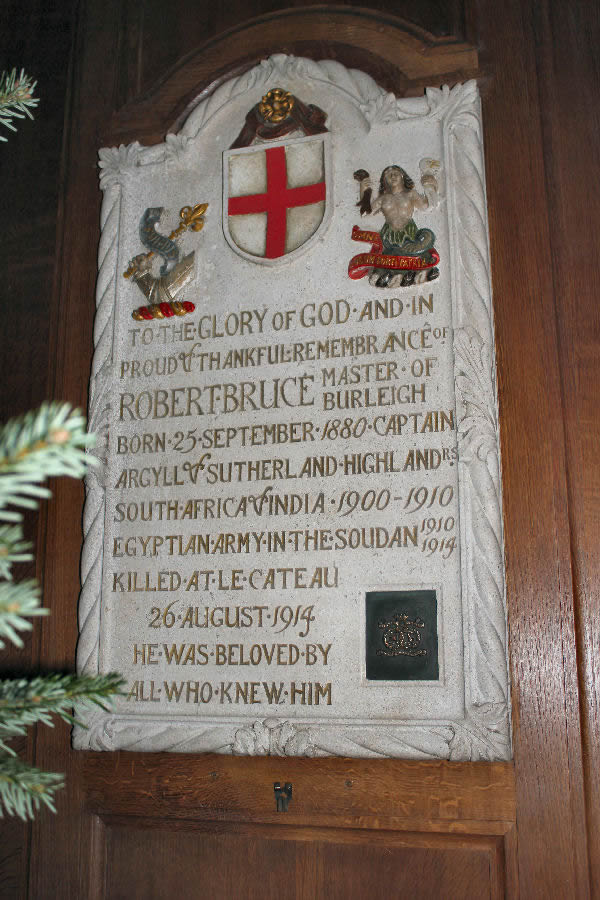 TO·THE·GLORY OF GOD·AND·IN
PROUD & THANKFUL·REMEMBRANCE OF
ROBERT·BRUCE MASTER·OF BURLEIGH
BORN·25·SEPTEMBER·1880·CAPTAIN
ARGYLL & SUTHERLAND·HIGHLANDRS
SOUTH·AFRICA & INDIA·1900-1910
EGYPTIAN·ARMY·IN·THE·SOUDAN 1910 1914
KILLED·AT·LE·CATEAU
26·AUGUST·1914
HE·WAS·BELOVED·BY
ALL·WHO·KNEW·HIM